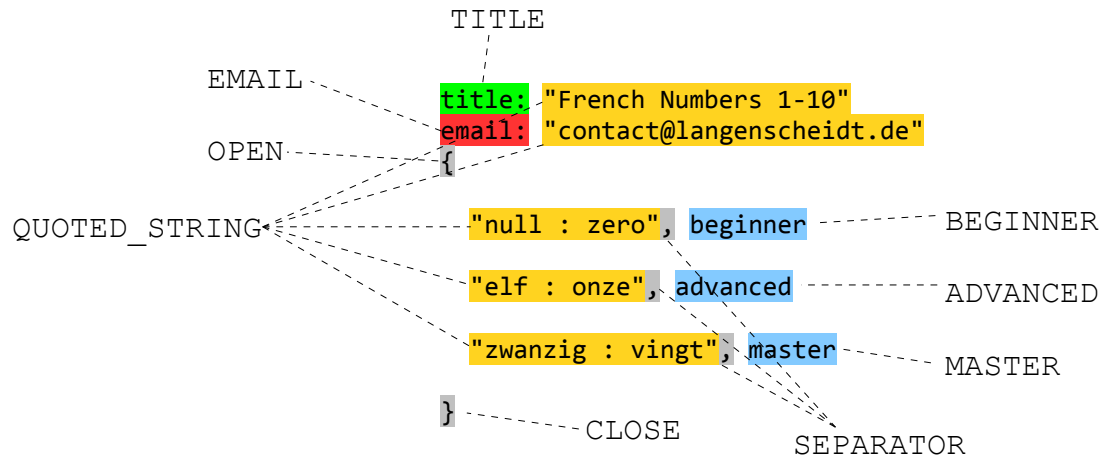 TITLE
EMAIL
title: "French Numbers 1-10"
email: "contact@langenscheidt.de"
OPEN
{
QUOTED_STRING
"null : zero", beginner
BEGINNER
"elf : onze", advanced
ADVANCED
"zwanzig : vingt", master
MASTER
}
CLOSE
SEPARATOR